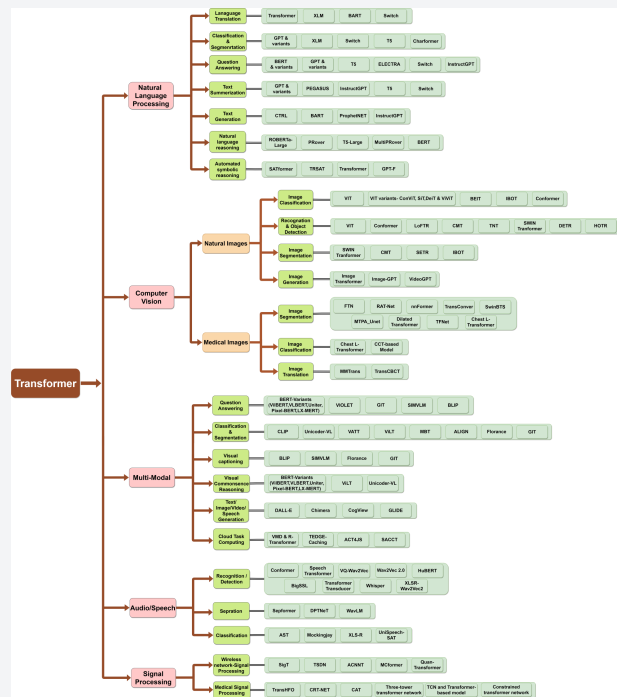 Lanaguage
Translation
Transformer XLM BART Switch
Classification
&
Segmenrtation
GPT &
variants XLM Switch T5 Charformer
Question
Answering
BERT
& variants GPT &
variants T5 ELECTRA Switch InstructGPT
Text
Summerization
GPT &
variants PEGASUS InstructGPT T5 Switch
Natural
Language
Processing
Text
Generation
CTRL BART ProphetNET InstructGPT
Natural
language
reasoning
ROBERTo-
Large PRover T5-Large MultiPRover BERT
Automated
symbolic
reasoning
SATformer TRSAT Transformer GPT-F
Image
Classification
ViT VIT variants- ConViT, SiT,DeiT & ViViT BEIT IBOT Conformer
Recognation
& Object
Detection
ViT Conformer LoFTR CMT TNT SWIN
Tranformer DETR HOTR
Natural Images
Image
Segmentation
SWIN
Tranformer CMT SETR IBOT
Image
Generation
Image
Transformer Image-GPT VideoGPT
Computer
Vision
Image
Segmentation
FTN RAT-Net nnFormer TransConver SwinBTS
MTPA_Unet Dilated
Transformer TFNet Chest L-
Transformer
Medical Images
Image
Classification
Chest L-
Transformer CCT-based
Model
Image
Translation
MMTrans TransCBCT
Transformer
Question
Answering
BERT-Variants
(VilBERT,VLBERT,Uniter,
Pixel-BERT,LX-MERT) VIOLET GIT SIMVLM BLIP
Classification
&
Segmentation
CLIP Unicoder-VL VATT ViLT MBT ALIGN Florance GIT
Visual
captioning
BLIP SIMVLM Florance GIT
Multi-Modal
Visual
Commonsence
Reasoning
BERT-Variants
(VilBERT,VLBERT,Uniter,
Pixel-BERT,LX-MERT) ViLT Unicoder-VL
Text/
Image/Video/
Speech
Generation
DALL-E Chimera CogView GLIDE
Cloud Task
Computing
VMD & R-
Transformer TEDGE-
Caching ACT4JS SACCT
Recognition /
Detection
Conformer Speech
Transformer VQ-Wav2Vec Wav2Vec 2.0 HuBERT
BigSSL Transformer
Transducer Whisper XLSR-
Wav2Vec2
Audio/Speech
Sepration
Sepformer DPTNeT WavLM
Classification
AST Mockingjay XLS-R UniSpeech-
SAT
Signal
Processing
Wireless
network-Signal
Processing
SigT TSDN ACNNT MCformer Quan-
Transformer
Medical Signal
Processing
TransHFO CRT-NET CAT Three-tower
transformer network TCN and Transformer-
based model Constrained
transformer network